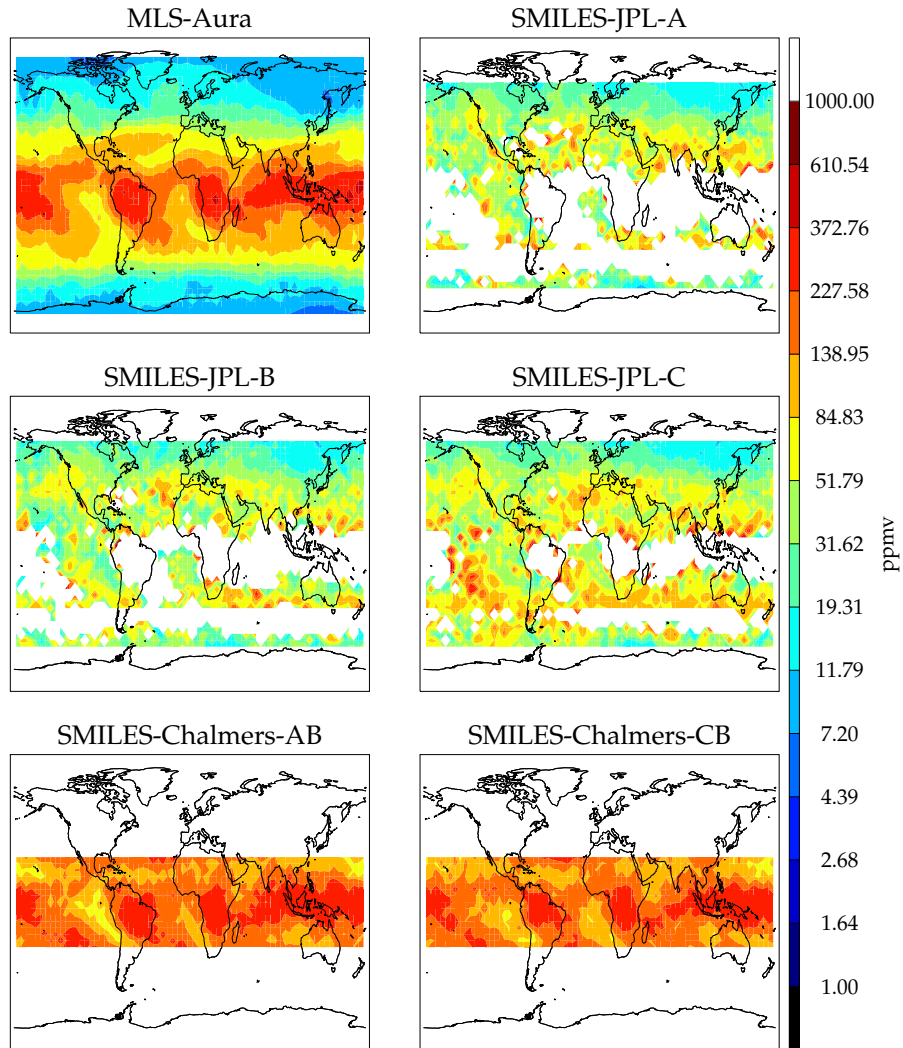 MLS-Aura
SMILES-JPL-A
SMILES-JPL-B
SMILES-JPL-C
SMILES-Chalmers-AB
SMILES-Chalmers-CB
1000.00
610.54
372.76
227.58
138.95
84.83
51.79
31.62
19.31
11.79
7.20
4.39
2.68
1.64
1.00
ppmv